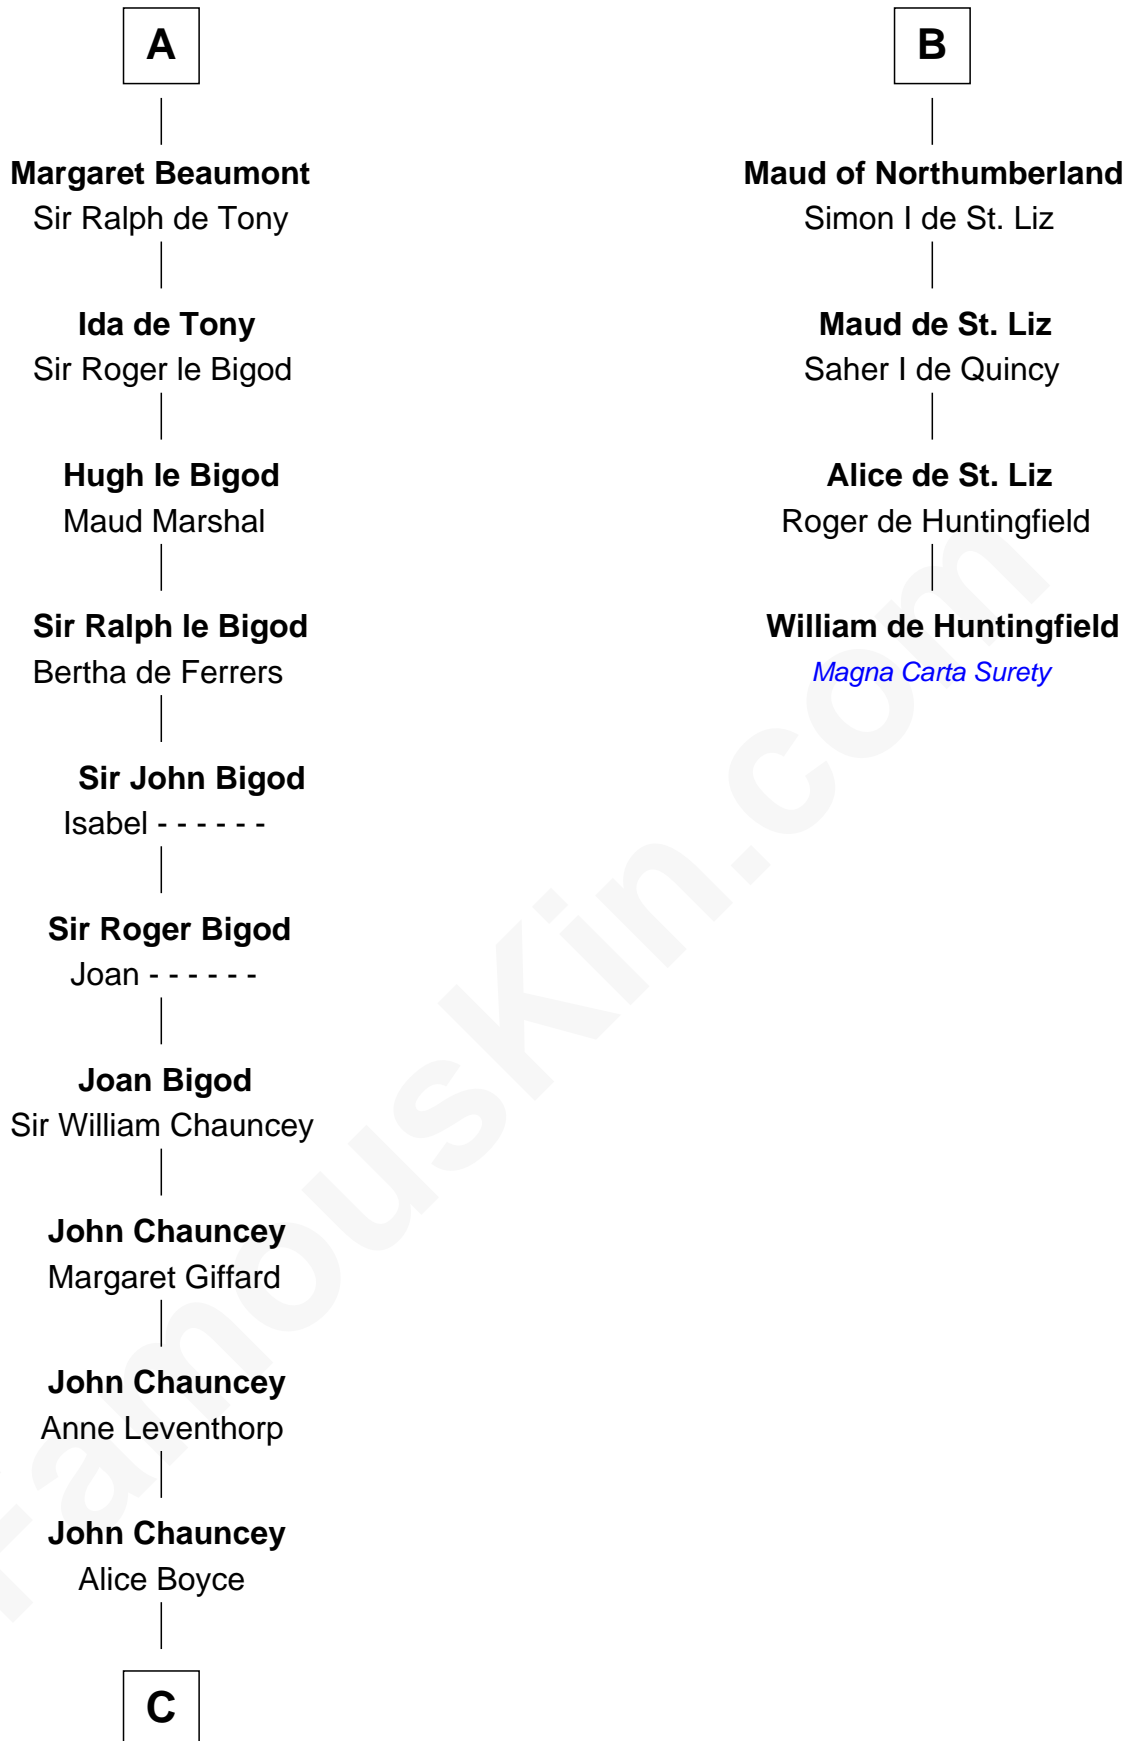 A
Margaret Beaumont
Sir Ralph de Tony
Ida de Tony
Sir Roger le Bigod
Hugh le Bigod
Maud Marshal
Sir Ralph le Bigod
Bertha de Ferrers
Sir John Bigod
Isabel - - - - - -
Sir Roger Bigod
Joan - - - - - -
Joan Bigod
Sir William Chauncey
John Chauncey
Margaret Giffard
John Chauncey
Anne Leventhorp
John Chauncey
Alice Boyce
C
B
Maud of Northumberland
Simon I de St. Liz
Maud de St. Liz
Saher I de Quincy
Alice de St. Liz
Roger de Huntingfield
William de Huntingfield
Magna Carta Surety
FamousKin.com